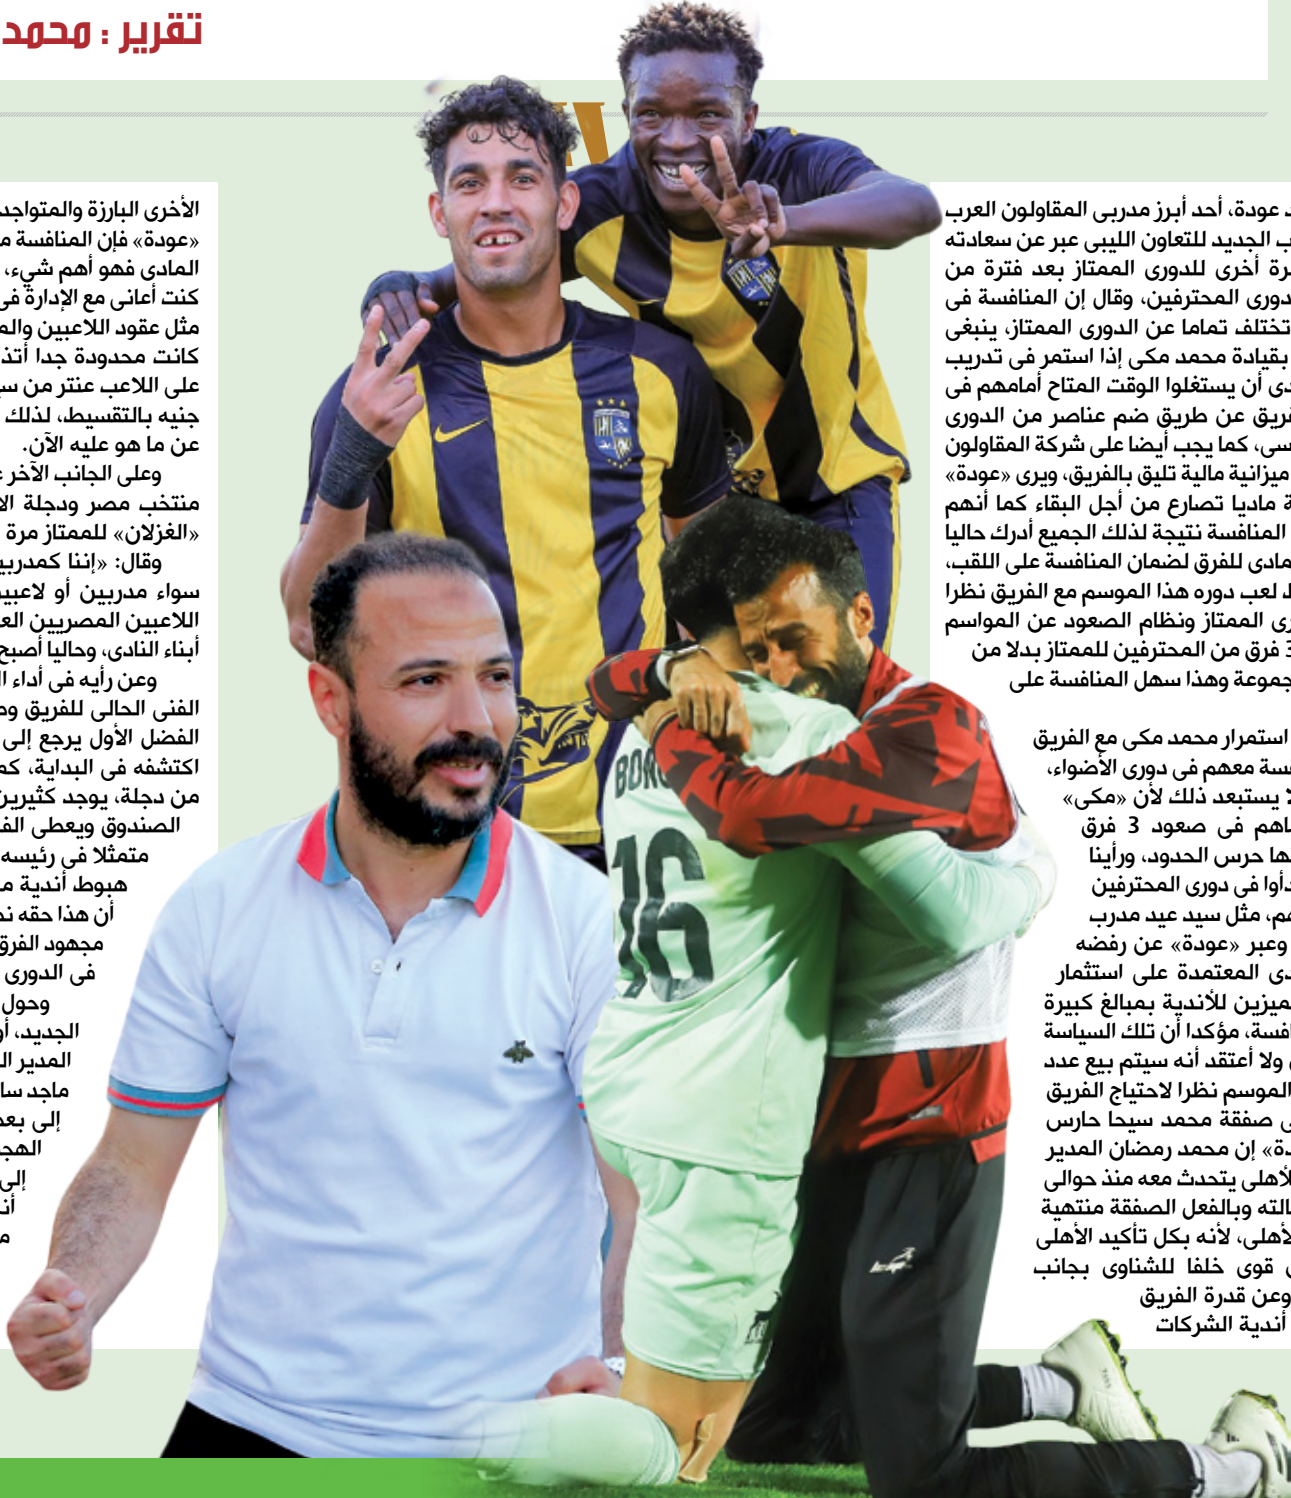 تقرير : محمد
د عودة، أحد أبرز مدربى المقاولون العرب
ب الجديد للتعاون الليبى عبر عن سعادته
رة أخرى للدورى الممتاز بعد فترة من
دورى المحترفين، وقال إن المنافسة فى
تختلف تماما عن الدورى الممتاز، ينبغى
بقيادة محمد مكى إذا استمر فى تدريب
دى أن يستغلوا الوقت المتاح أمامهم فى
فريق عن طريق ضم عناصر من الدورى
سى، كما يجب أيضا على شركة المقاولون
ميزانية مالية تليق بالفريق، ويرى «عودة»
ة ماديا تصارع من أجل البقاء كما أنهم
المنافسة نتيجة لذلك الجميع أدرك حاليا
مادى للفرق لضمان المنافسة على اللقب،
ط لعب دوره هذا الموسم مع الفريق نظرا
رى الممتاز ونظام الصعود عن المواسم
3 فرق من المحترفين للممتاز بدلا من
جموعة وهذا سهل المنافسة على
استمرار محمد مكى مع الفريق
فسة معهم فى دورى الأضواء،
لا يستبعد ذلك لأن «مكى»
ناهم فى صعود 3 فرق
نها حرس الحدود، ورأينا
دأوا فى دورى المحترفين
هم، مثل سيد عيد مدرب
وعبر «عودة» عن رفضه
دى المعتمدة على استثمار
ميزين للأندية بمبالغ كبيرة
افسة، مؤكدا أن تلك السياسة
ولا أعتقد أنه سيتم بيع عدد
الموسم نظرا لاحتياج الفريق
ى صفقة محمد سيحا حارس
دة» إن محمد رمضان المدير
لأهلى يتحدث معه منذ حوالى
الته وبالفعل الصفقة منتهية
لأهلى، لأنه بكل تأكيد الأهلى
ى قوى خلفا للشناوى بجانب
وعن قدرة الفريق
أندية الشركات
الأخرى البارزة والمتواجد
«عودة» فإن المنافسة م
المادى فهو أهم شيء،
كنت أعانى مع الإدارة فى
مثل عقود اللاعبين والم
كانت محدودة جدا أتذ
على اللاعب عنتر من سي
جنيه بالتقسيط، لذلك
عن ما هو عليه الآن.
وعلى الجانب الآخر ع
منتخب مصر ودجلة الا
«الغزلان» للممتاز مرة
وقال: «إننا كمدربي
سواء مدربين أو لاعبي
اللاعبين المصريين الع
أبناء النادى، وحاليا أصبح
وعن رأيه فى أداء ال
الفنى الحالى للفريق وم
الفضل الأول يرجع إلى
اكتشفه فى البداية، كم
من دجلة، يوجد كثيرين
الصندوق ويعطى الف
متمثلا فى رئيسه
هبوط أندية م
أن هذا حقه نظ
مجهود الفرق
فى الدورى
وحول
الجديد، أو
المدير ال
ماجد سا
إلى بعد
الهج
إلى
أن
م
BOR
16